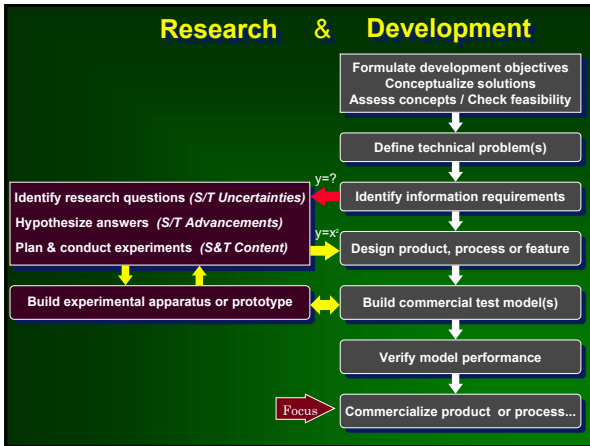 Research & Development
Formulate development objectives
Conceptualize solutions
Assess concepts / Check feasibility
Define technical problem(s)
y=?
Identify research questions (S/T Uncertainties)
Identify information requirements
Hypothesize answers (S/T Advancements)
y=x²
Plan & conduct experiments (S&T Content)
Design product, process or feature
Build experimental apparatus or prototype
Build commercial test model(s)
Verify model performance
Focus
Commercialize product or process...